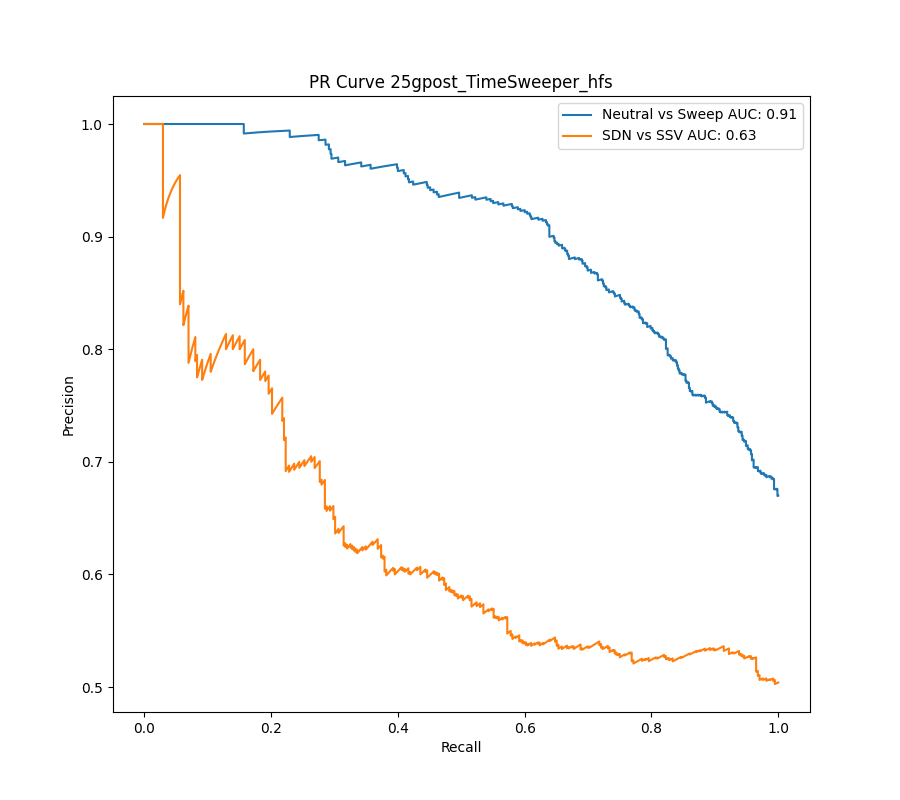 PR Curve 25gpost_TimeSweeper_hfs
Neutral vs Sweep AUC: 0.91
SDN vs SSV AUC: 0.63
1.0
0.9
0.8
0.7
0.6
0.5
Precision
0.0
0.2
0.4
0.6
0.8
1.0
Recall